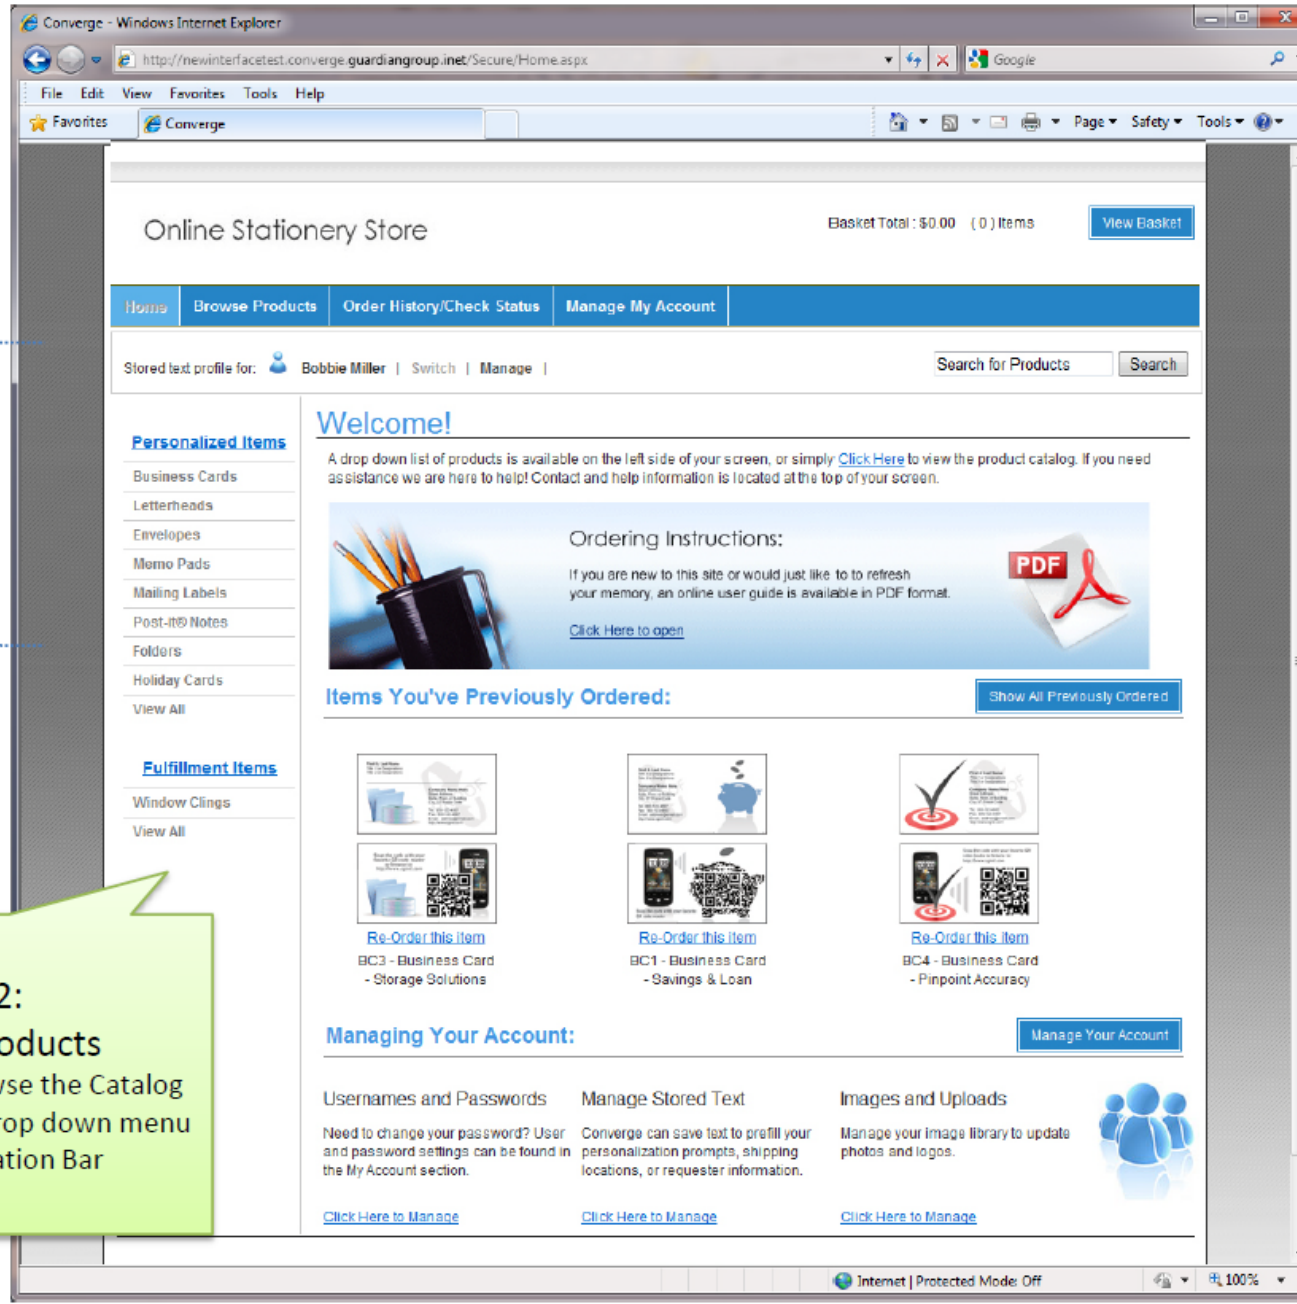 Converge - Windows Internet Explorer
http://newinterfacetest.converge.guardiangroup.inet/Secure/Home.aspx
Google
File Edit View Favorites Tools Help
Favorites Converge Page Safety Tools
Online Stationery Store
Basket Total : $0.00 ( 0 ) Items View Basket
Home Browse Products Order History/Check Status Manage My Account
Stored text profile for: Bobbie Miller | Switch | Manage |
Search for Products Search
Personalized Items
Business Cards
Letterheads
Envelopes
Memo Pads
Mailing Labels
Post-It® Notes
Folders
Holiday Cards
View All
Fulfillment Items
Window Clings
View All
2:
oducts
wse the Catalog
rop down menu
ation Bar
Welcome!
A drop down list of products is available on the left side of your screen, or simply Click Here to view the product catalog. If you need
assistance we are here to help! Contact and help information is located at the top of your screen.
Ordering Instructions:
If you are new to this site or would just like to to refresh
your memory, an online user guide is available in PDF format.
Click Here to open
PDF
Items You've Previously Ordered:
Show All Previously Ordered
Re-Order this item
BC3 - Business Card
- Storage Solutions
Re-Order this item
BC1 - Business Card
- Savings & Loan
Re-Order this item
BC4 - Business Card
- Pinpoint Accuracy
Managing Your Account:
Manage Your Account
Usernames and Passwords
Need to change your password? User
and password settings can be found in
the My Account section.
Click Here to Manage
Manage Stored Text
Converge can save text to prefill your
personalization prompts, shipping
locations, or requester information.
Click Here to Manage
Images and Uploads
Manage your image library to update
photos and logos.
Click Here to Manage
Internet | Protected Mode: Off
100%